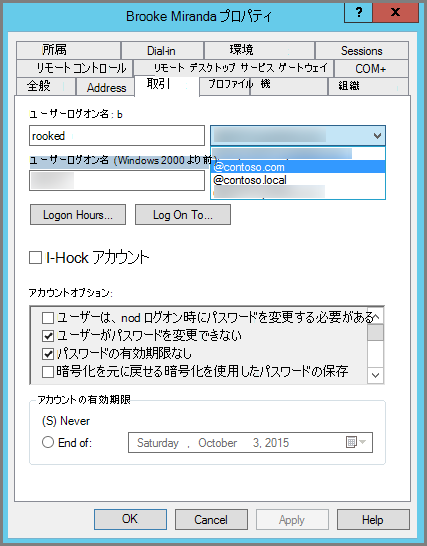 Brooke Miranda プロパティ
? x
所属 Dial-in 環境 Sessions
リモート コントロール リモート デスクトップ サービス ゲートウェイ COM+
全般 Address 取引 プロファイル 機 組織
ユーザーログオン名: b
rooked
ユーザーログオン名 (Windows 2000 より前):
@contoso.com
@contoso.local
Logon Hours... Log On To...
I-Hock アカウント
アカウントオプション:
ユーザーは、nod ログオン時にパスワードを変更する必要がある
ユーザーがパスワードを変更できない
パスワードの有効期限なし
暗号化を元に戻せる暗号化を使用したパスワードの保存
アカウントの有効期限
(S) Never
End of: Saturday , October 3, 2015
OK Cancel Apply Help